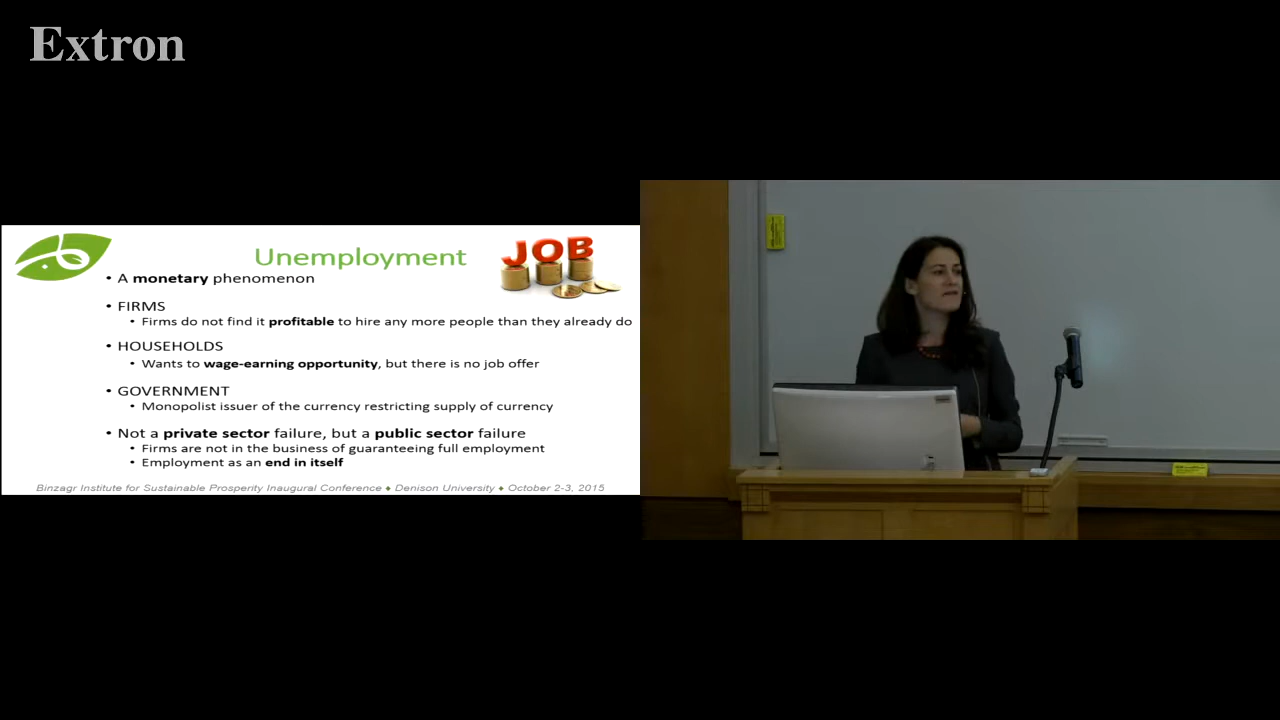 Extron
Unemployment
JOB
• A monetary phenomenon
• FIRMS
• Firms do not find it profitable to hire any more people than they already do
• HOUSEHOLDS
• Wants to wage-earning opportunity, but there is no job offer
• GOVERNMENT
• Monopolist issuer of the currency restricting supply of currency
• Not a private sector failure, but a public sector failure
• Firms are not in the business of guaranteeing full employment
• Employment as an end in itself
Binzagr Institute for Sustainable Prosperity Inaugural Conference ♦ Denison University ♦ October 2-3, 2015